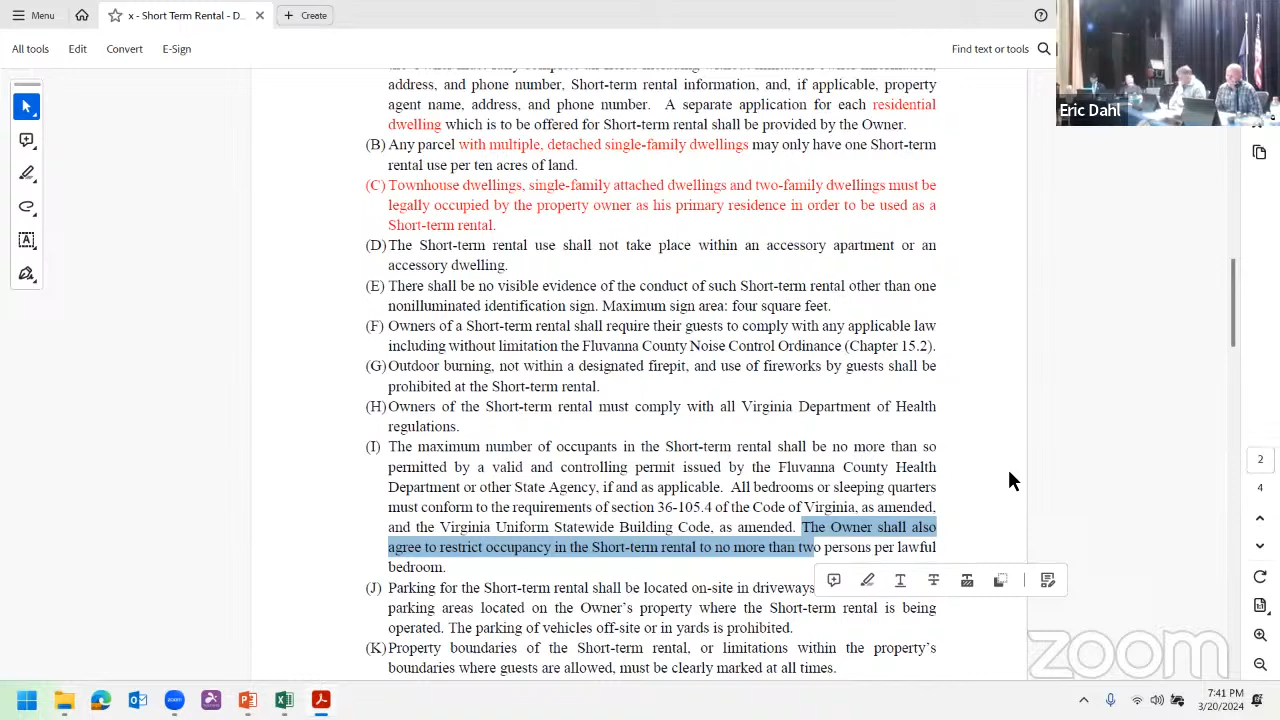 Menu
x - Short Term Rental - D...
Create
All tools
Edit
Convert
E-Sign
Find text or tools
Eric Dahl
address, and phone number, Short-term rental information, and, if applicable, property
agent name, address, and phone number. A separate application for each residential
dwelling which is to be offered for Short-term rental shall be provided by the Owner.
(B) Any parcel with multiple, detached single-family dwellings may only have one Short-term
rental use per ten acres of land.
(C) Townhouse dwellings, single-family attached dwellings and two-family dwellings must be
legally occupied by the property owner as his primary residence in order to be used as a
Short-term rental.
(D) The Short-term rental use shall not take place within an accessory apartment or an
accessory dwelling.
(E) There shall be no visible evidence of the conduct of such Short-term rental other than one
nonilluminated identification sign. Maximum sign area: four square feet.
(F) Owners of a Short-term rental shall require their guests to comply with any applicable law
including without limitation the Fluvanna County Noise Control Ordinance (Chapter 15.2).
(G) Outdoor burning, not within a designated firepit, and use of fireworks by guests shall be
prohibited at the Short-term rental.
(H) Owners of the Short-term rental must comply with all Virginia Department of Health
regulations.
(I) The maximum number of occupants in the Short-term rental shall be no more than so
permitted by a valid and controlling permit issued by the Fluvanna County Health
Department or other State Agency, if and as applicable. All bedrooms or sleeping quarters
must conform to the requirements of section 36-105.4 of the Code of Virginia, as amended,
and the Virginia Uniform Statewide Building Code, as amended. The Owner shall also
agree to restrict occupancy in the Short-term rental to no more than two persons per lawful
bedroom.
(J) Parking for the Short-term rental shall be located on-site in driveways
parking areas located on the Owner's property where the Short-term rental is being
operated. The parking of vehicles off-site or in yards is prohibited.
(K) Property boundaries of the Short-term rental, or limitations within the property's
boundaries where guests are allowed, must be clearly marked at all times.
2
4
zoom
7:41 PM
3/20/2024